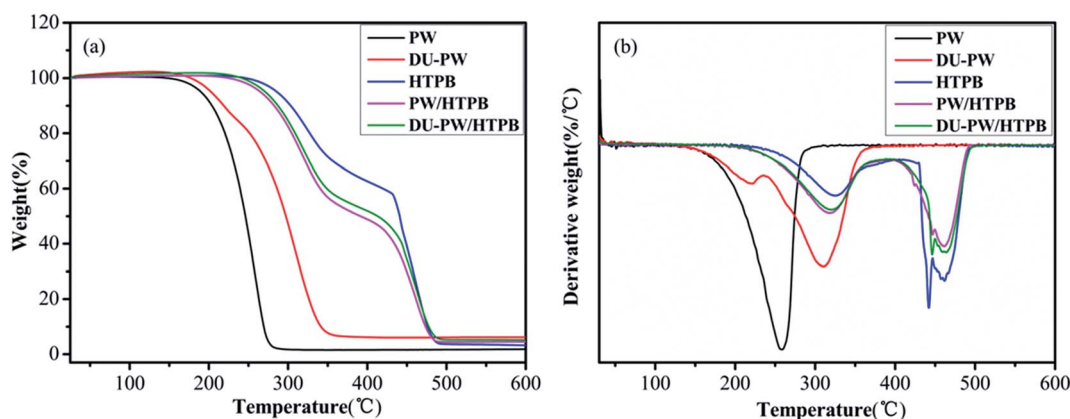 (a)
PW
DU-PW
HTPB
PW/HTPB
DU-PW/HTPB
Weight(%)
120
100
80
60
40
20
0
100 200 300 400 500 600
Temperature(℃)
(b)
PW
DU-PW
HTPB
PW/HTPB
DU-PW/HTPB
Derivative weight(%/℃)
100 200 300 400 500 600
Temperature(℃)